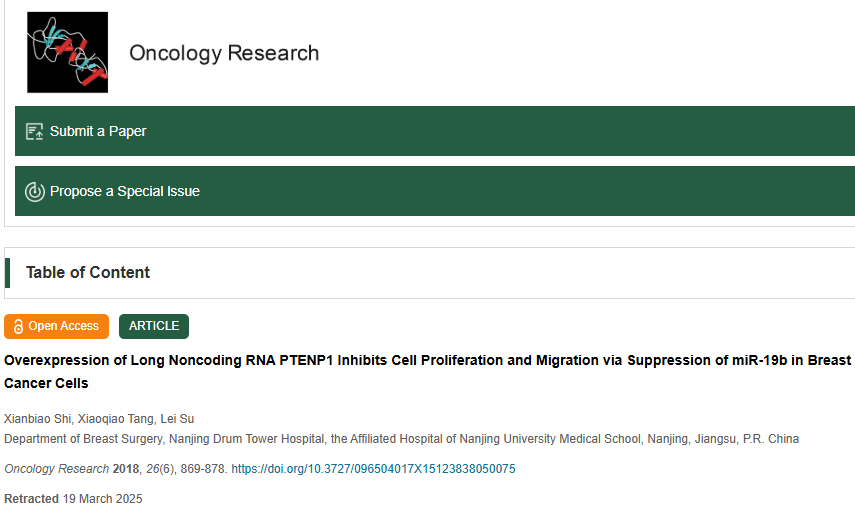 Oncology Research
Submit a Paper
Propose a Special Issue
Table of Content
Open Access ARTICLE
Overexpression of Long Noncoding RNA PTENP1 Inhibits Cell Proliferation and Migration via Suppression of miR-19b in Breast
Cancer Cells
Xianbiao Shi, Xiaoqiao Tang, Lei Su
Department of Breast Surgery, Nanjing Drum Tower Hospital, the Affiliated Hospital of Nanjing University Medical School, Nanjing, Jiangsu, P.R. China
Oncology Research 2018, 26(6), 869-878. https://doi.org/10.3727/096504017X15123838050075
Retracted 19 March 2025